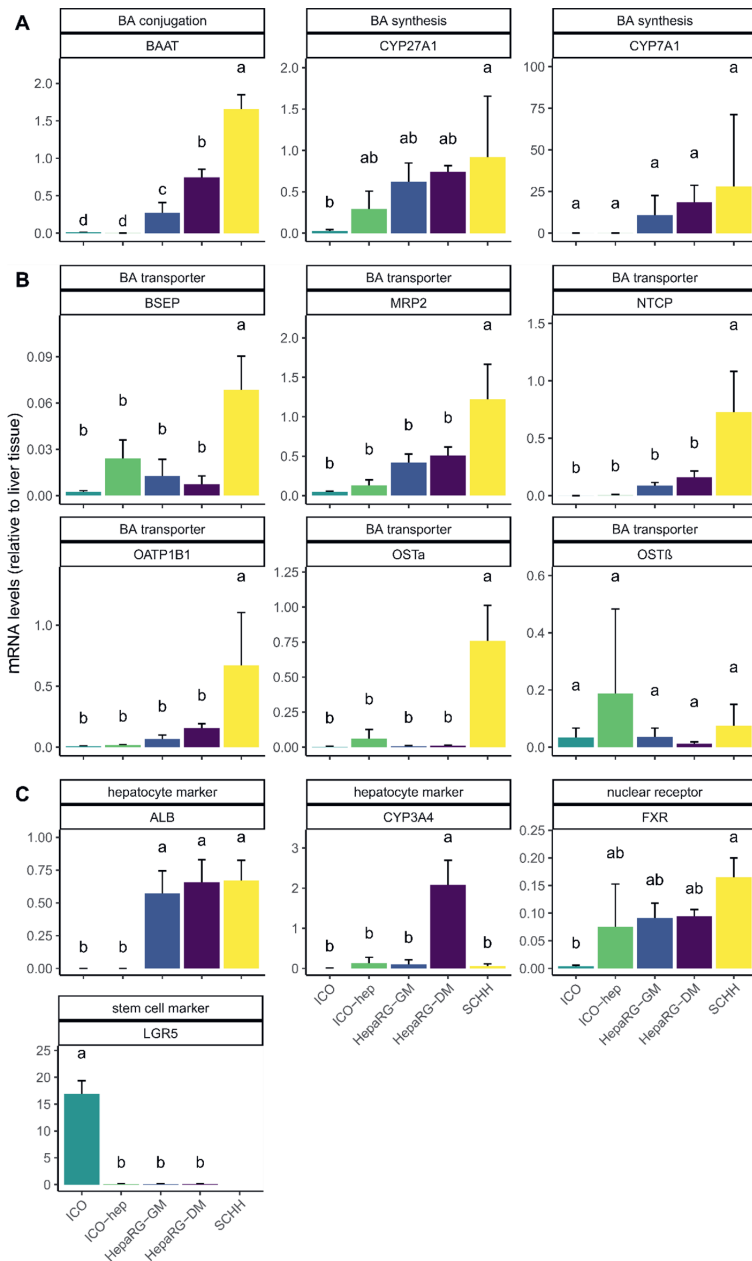 A
BA conjugation BA synthesis BA synthesis
BAAT CYP27A1 CYP7A1
2.0
1.5
1.0
0.5
0.0
d d c b a
2.0
1.5
1.0
0.5
0.0
b ab ab ab a
100
75
50
25
0
a a a a a
mRNA levels (relative to liver tissue)
B
BA transporter BA transporter BA transporter
BSEP MRP2 NTCP
0.09
0.06
0.03
0.00
b b b b a
2.0
1.5
1.0
0.5
0.0
b b b b a
1.5
1.0
0.5
0.0
b b b b a
BA transporter BA transporter BA transporter
OATP1B1 OSTa OSTß
1.0
0.5
0.0
b b b b a
1.25
1.00
0.75
0.50
0.25
0.00
b b b b a
0.6
0.4
0.2
0.0
a a a a a
C
hepatocyte marker hepatocyte marker nuclear receptor
ALB CYP3A4 FXR
1.00
0.75
0.50
0.25
0.00
b b a a a
3
2
1
0
b b b a b
ICO ICO-hep HepaRG-GM HepaRG-DM SCHH
0.25
0.20
0.15
0.10
0.05
0.00
b ab ab ab a
ICO ICO-hep HepaRG-GM HepaRG-DM SCHH
stem cell marker
LGR5
25
20
15
10
5
0
a b b b
ICO ICO-hep HepaRG-GM HepaRG-DM SCHH